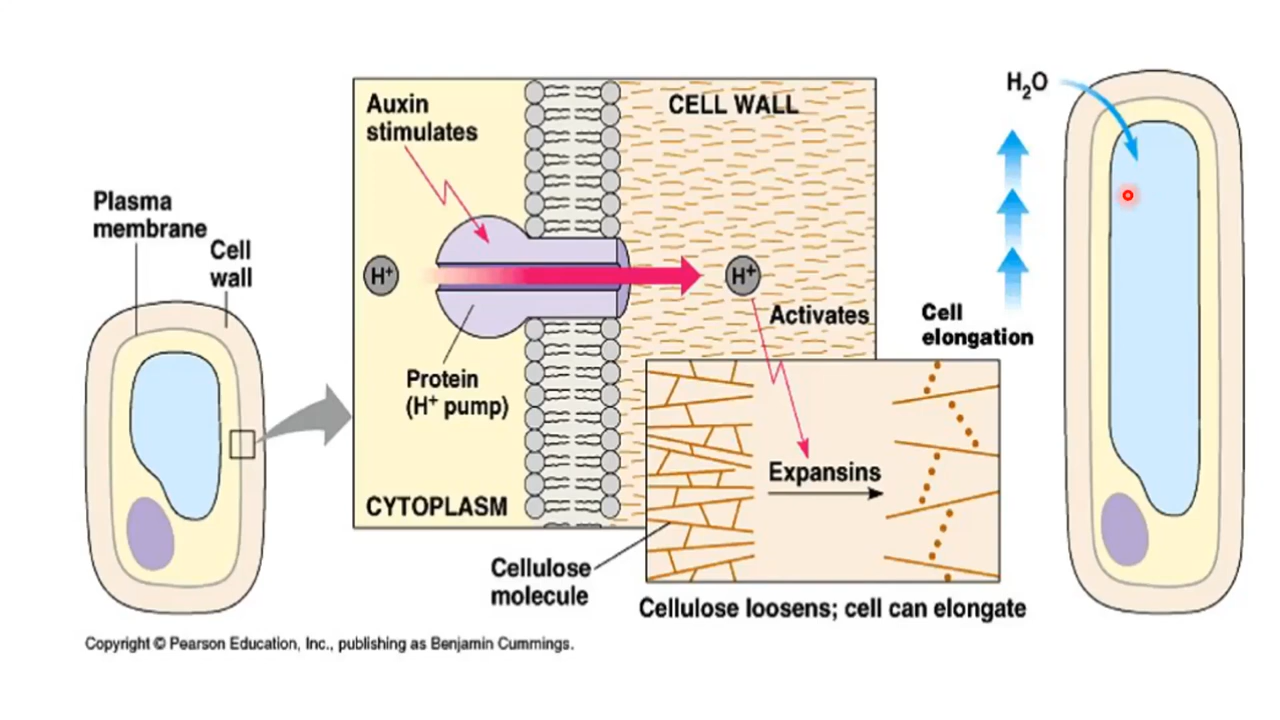 Plasma
membrane
Cell
wall
Auxin
stimulates
CELL WALL
H⁺
H⁺
Activates
Protein
(H⁺ pump)
CYTOPLASM
Expansins
Cellulose
molecule
Cellulose loosens; cell can elongate
H₂O
Cell
elongation
Copyright © Pearson Education, Inc., publishing as Benjamin Cummings.